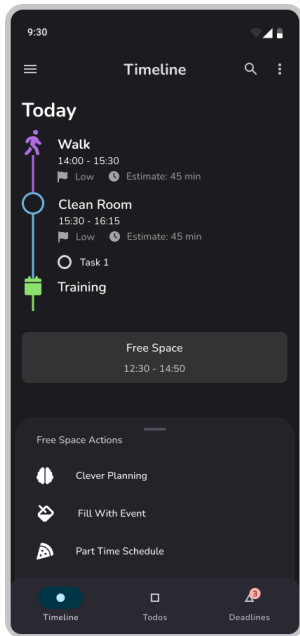 9:30
Timeline
Today
Walk
14:00 - 15:30
Low Estimate: 45 min
Clean Room
15:30 - 16:15
Low Estimate: 45 min
Task 1
Training
Free Space
12:30 - 14:50
Free Space Actions
Clever Planning
Fill With Event
Part Time Schedule
3
Timeline Todos Deadlines